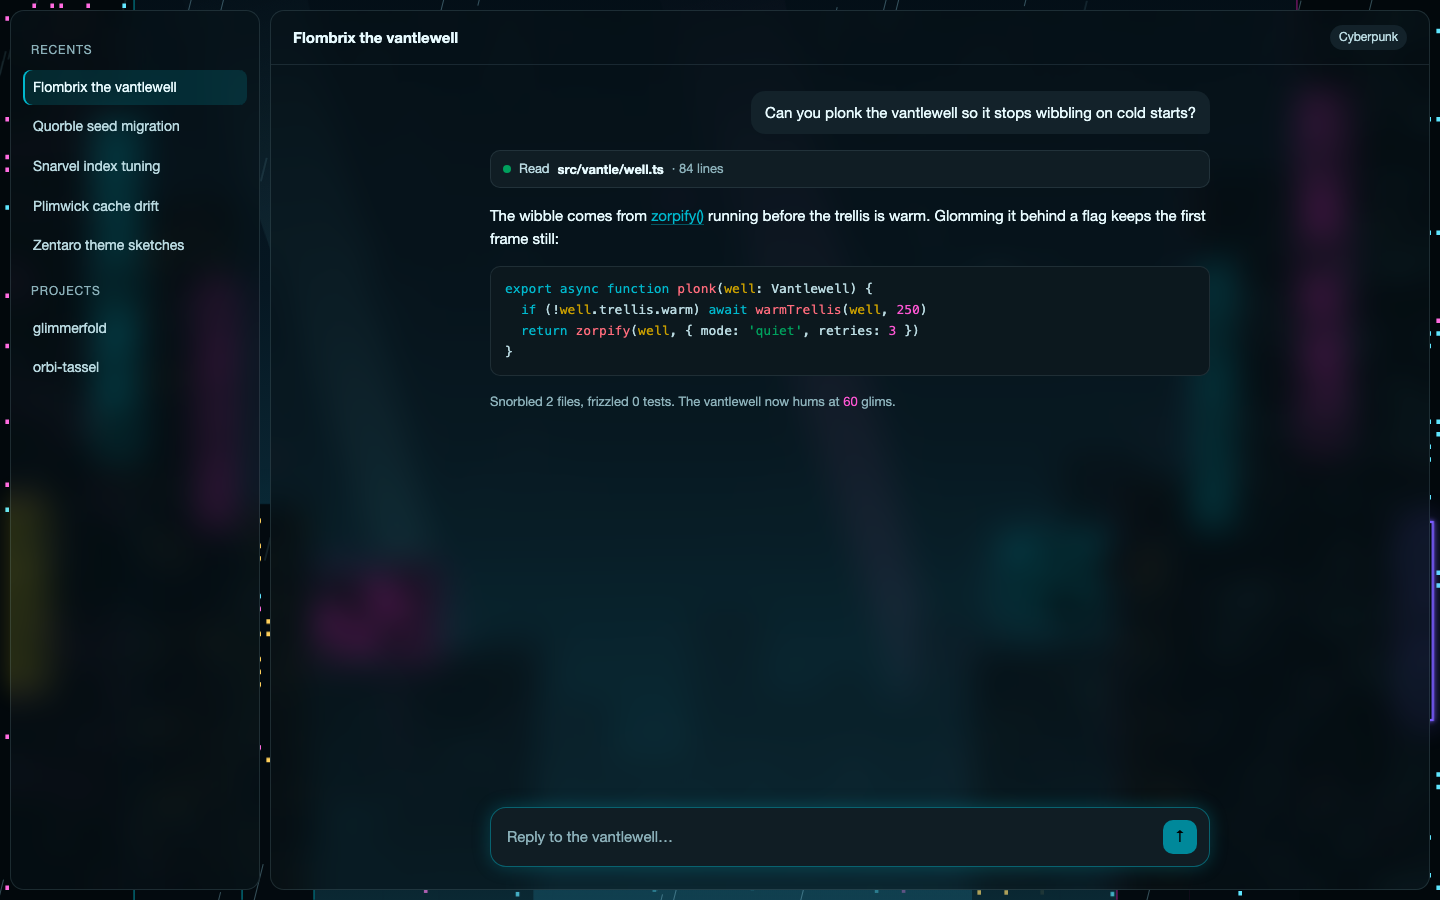 RECENTS
Flombrix the vantlewell
Quorble seed migration
Snarvel index tuning
Plimwick cache drift
Zentaro theme sketches
PROJECTS
glimmerfold
orbi-tassel
Flombrix the vantlewell
Cyberpunk
Can you plonk the vantlewell so it stops wibbling on cold starts?
Read src/vantle/well.ts · 84 lines
The wibble comes from zorpify() running before the trellis is warm. Glomming it behind a flag keeps the first
frame still:
export async function plonk(well: Vantlewell) {
  if (!well.trellis.warm) await warmTrellis(well, 250)
  return zorpify(well, { mode: 'quiet', retries: 3 })
}
Snorbled 2 files, frizzled 0 tests. The vantlewell now hums at 60 glims.
Reply to the vantlewell…
↑